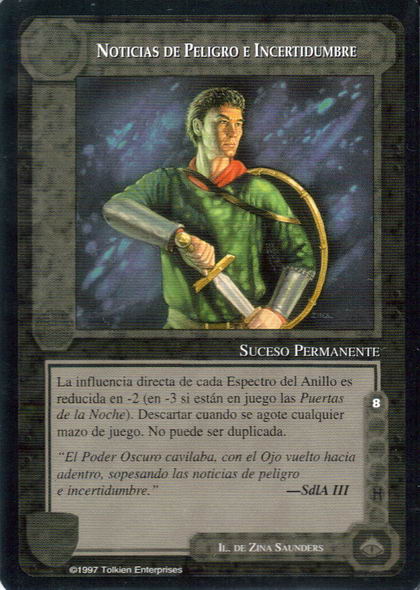 NOTICIAS DE PELIGRO E INCERTIDUMBRE
SUCESO PERMANENTE
La influencia directa de cada Espectro del Anillo es
reducida en -2 (en -3 si están en juego las Puertas
de la Noche). Descartar cuando se agote cualquier
mazo de juego. No puede ser duplicada.
8
“El Poder Oscuro cavilaba, con el Ojo vuelto hacia
adentro, sopesando las noticias de peligro
e incertidumbre.” —SdlA III
H
IL. DE ZINA SAUNDERS
©1997 Tolkien Enterprises